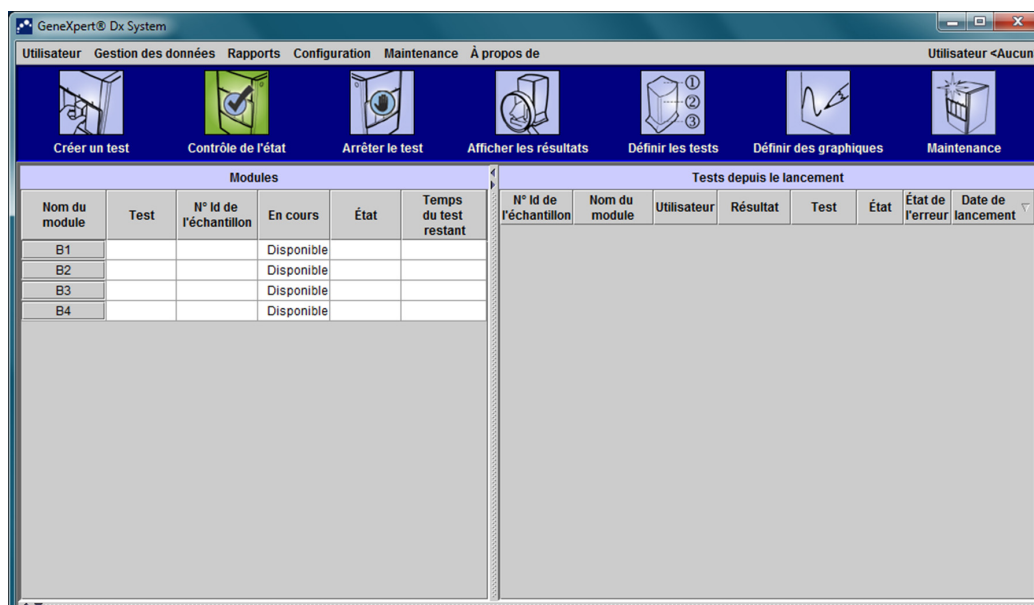 GeneXpert® Dx System
Utilisateur Gestion des données Rapports Configuration Maintenance À propos de Utilisateur <Aucun
①
②
③
Créer un test Contrôle de l'état Arrêter le test Afficher les résultats Définir les tests Définir des graphiques Maintenance
Modules
Nom du module Test N° Id de l'échantillon En cours État Temps du test restant
B1 Disponible
B2 Disponible
B3 Disponible
B4 Disponible
Tests depuis le lancement
N° Id de l'échantillon Nom du module Utilisateur Résultat Test État État de l'erreur Date de lancement